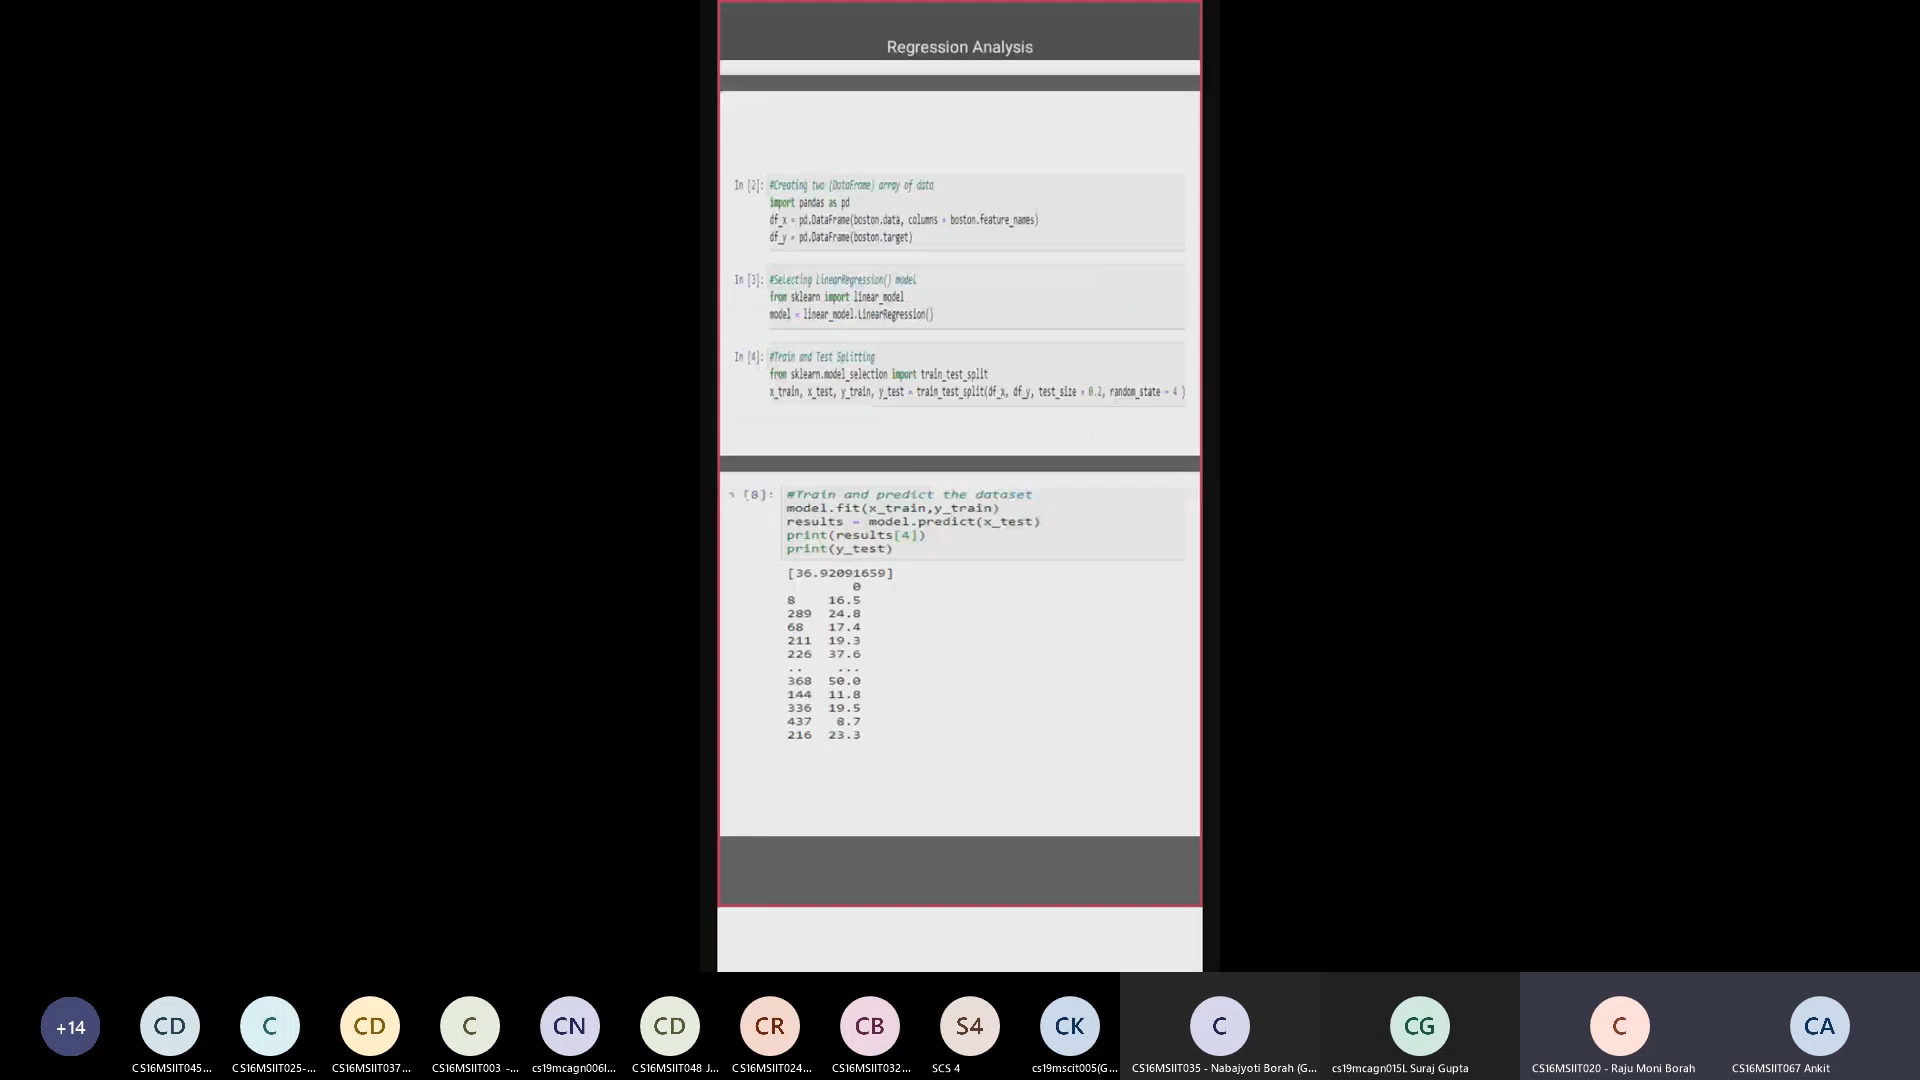 Regression Analysis
In [2]: #Creating two (DataFrame) array of data
import pandas as pd
df_x = pd.DataFrame(boston.data, columns = boston.feature_names)
df_y = pd.DataFrame(boston.target)
In [3]: #Selecting LinearRegression() model
from sklearn import linear_model
model = linear_model.LinearRegression()
In [4]: #Train and Test Splitting
from sklearn.model_selection import train_test_split
x_train, x_test, y_train, y_test = train_test_split(df_x, df_y, test_size = 0.2, random_state = 4 )
[8]: #Train and predict the dataset
model.fit(x_train,y_train)
results = model.predict(x_test)
print(results[4])
print(y_test)
[36.92091659]
0
8 16.5
289 24.8
68 17.4
211 19.3
226 37.6
.. ...
368 50.0
144 11.8
336 19.5
437 8.7
216 23.3
+14 CD C CD C CN CD CR CB S4 CK C CG C CA
CS16MSIIT045... CS16MSIIT025-... CS16MSIIT037... CS16MSIIT003 -... cs19mcagn006l... CS16MSIIT048 J... CS16MSIIT024... CS16MSIIT032... SCS 4 cs19mscit005(G... CS16MSIIT035 - Nabajyoti Borah (G... cs19mcagn015L Suraj Gupta CS16MSIIT020 - Raju Moni Borah CS16MSIIT067 Ankit